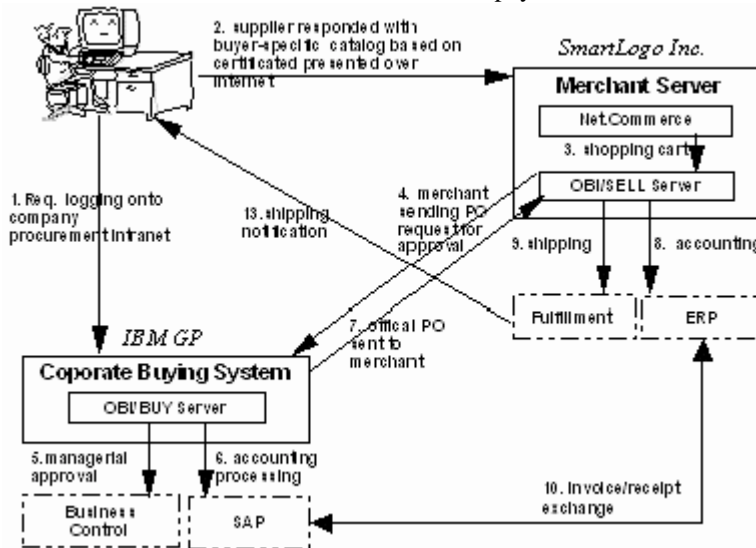 2. supplier responded with
buyer-specific catalog based on
certificated presented over
internet
SmartLogo Inc.
Merchant Server
Net.Commerce
3. shopping cart
OBI/SELL Server
1. Req. logging onto
company
procurement intranet
13. shipping
notification
4. merchant
sending PO
request for
approval
9. shipping
8. accounting
Fulfillment
ERP
7. offical PO
sent to
merchant
IBM GP
Coporate Buying System
OBI/BUY Server
5. managerial
approval
6. accounting
processing
Business
Control
SAP
10. invoice/receipt
exchange